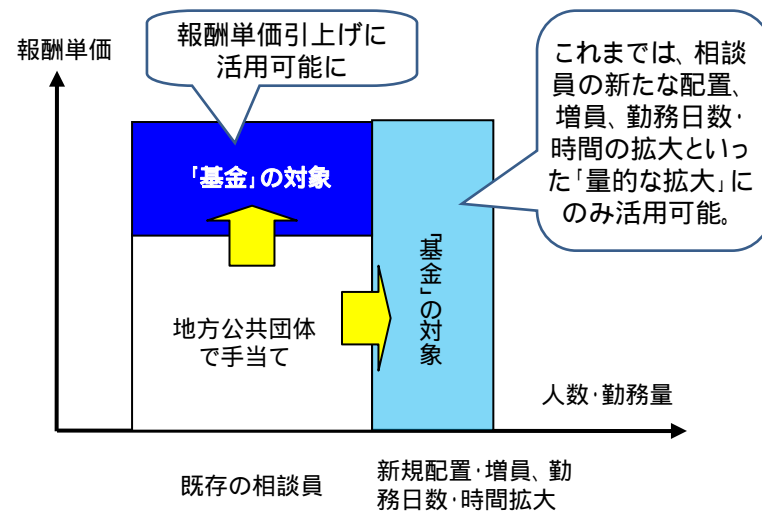 報酬単価
報酬単価引上げに
活用可能に
これまでは、相談
員の新たな配置、
増員、勤務日数・
時間の拡大といっ
た「量的な拡大」に
のみ活用可能。
「基金」の対象
「基金」の対象
地方公共団体
で手当て
人数・勤務量
既存の相談員
新規配置・増員、勤
務日数・時間拡大